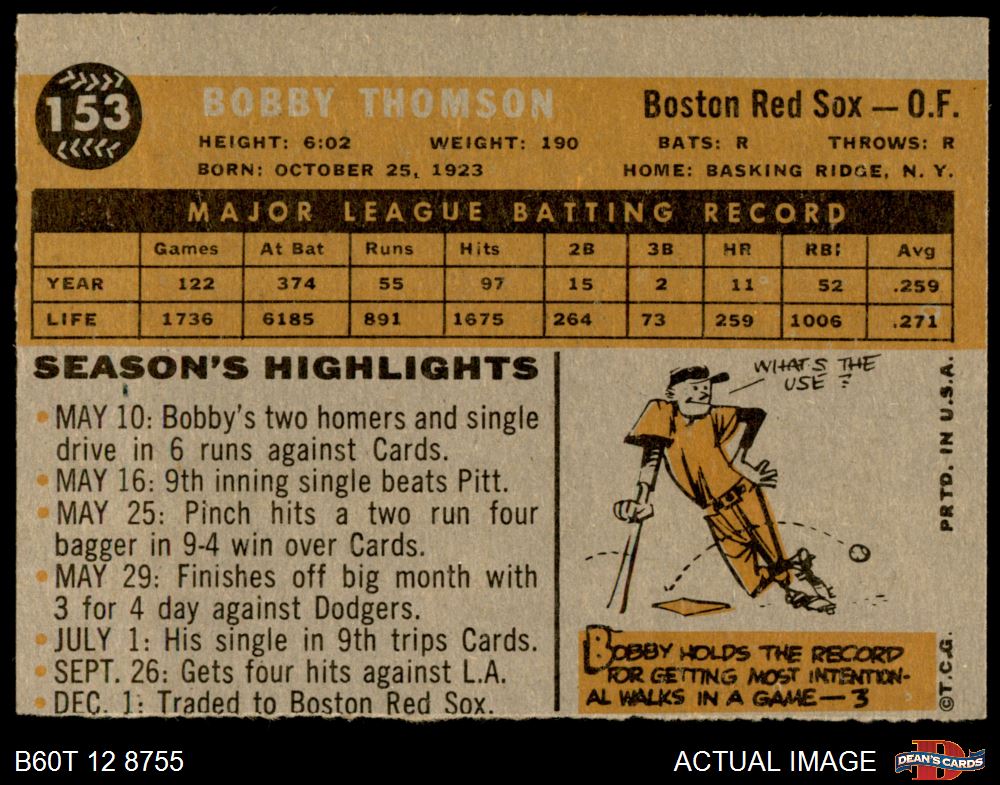 153
BOBBY THOMSON
Boston Red Sox — O.F.
HEIGHT: 6:02 WEIGHT: 190 BATS: R THROWS: R
BORN: OCTOBER 25, 1923 HOME: BASKING RIDGE, N. Y.
MAJOR LEAGUE BATTING RECORD
Games At Bat Runs Hits 2B 3B HR RBI Avg
YEAR 122 374 55 97 15 2 11 52 .259
LIFE 1736 6185 891 1675 264 73 259 1006 .271
SEASON'S HIGHLIGHTS
• MAY 10: Bobby's two homers and single
drive in 6 runs against Cards.
• MAY 16: 9th inning single beats Pitt.
• MAY 25: Pinch hits a two run four
bagger in 9-4 win over Cards.
• MAY 29: Finishes off big month with
3 for 4 day against Dodgers.
• JULY 1: His single in 9th trips Cards.
• SEPT. 26: Gets four hits against L.A.
• DEC. 1: Traded to Boston Red Sox.
WHAT'S THE
USE?
BOBBY HOLDS THE RECORD
FOR GETTING MOST INTENTION-
AL WALKS IN A GAME — 3
PRTD. IN U.S.A.
©T.C.G.
B60T 12 8755
ACTUAL IMAGE
DEAN'S CARDS